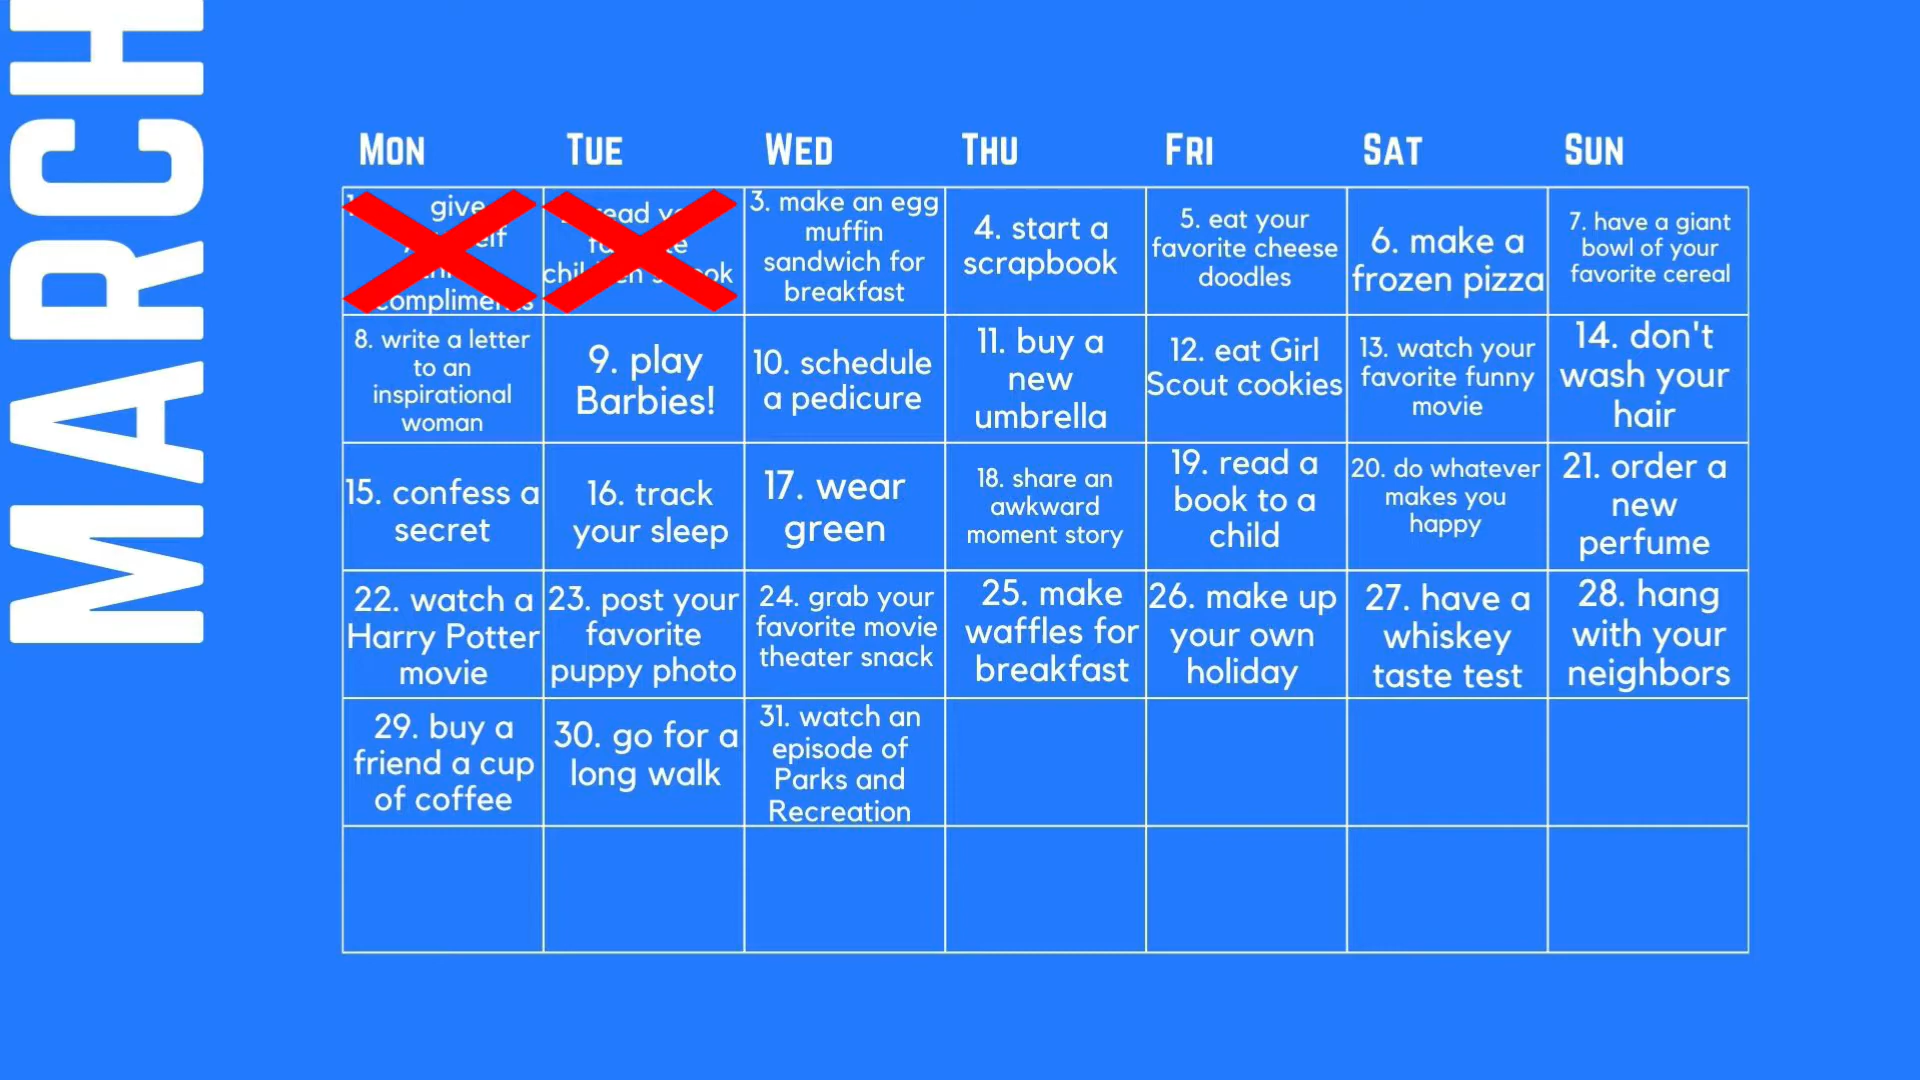 MARCH
MON TUE WED THU FRI SAT SUN
give
compliments
3. make an egg
muffin
sandwich for
breakfast
4. start a
scrapbook
5. eat your
favorite cheese
doodles
6. make a
frozen pizza
7. have a giant
bowl of your
favorite cereal
8. write a letter
to an
inspirational
woman
9. play
Barbies!
10. schedule
a pedicure
11. buy a
new
umbrella
12. eat Girl
Scout cookies
13. watch your
favorite funny
movie
14. don't
wash your
hair
15. confess a
secret
16. track
your sleep
17. wear
green
18. share an
awkward
moment story
19. read a
book to a
child
20. do whatever
makes you
happy
21. order a
new
perfume
22. watch a
Harry Potter
movie
23. post your
favorite
puppy photo
24. grab your
favorite movie
theater snack
25. make
waffles for
breakfast
26. make up
your own
holiday
27. have a
whiskey
taste test
28. hang
with your
neighbors
29. buy a
friend a cup
of coffee
30. go for a
long walk
31. watch an
episode of
Parks and
Recreation